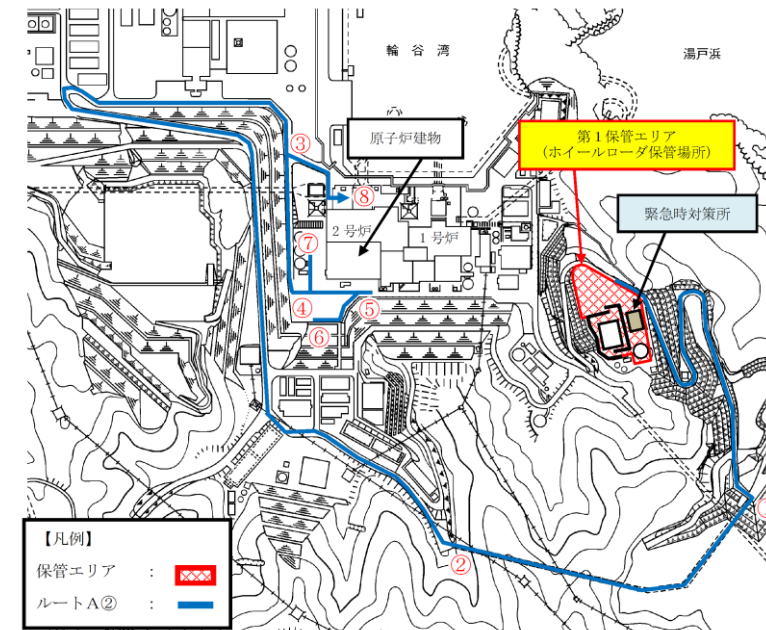 輪谷湾
湯戸浜
第1保管エリア
(ホイールローダ保管場所)
原子炉建物
③
緊急時対策所
⑧
2号炉
1号炉
⑦
④
⑤
⑥
②
【凡例】
保管エリア :
ルートA② :